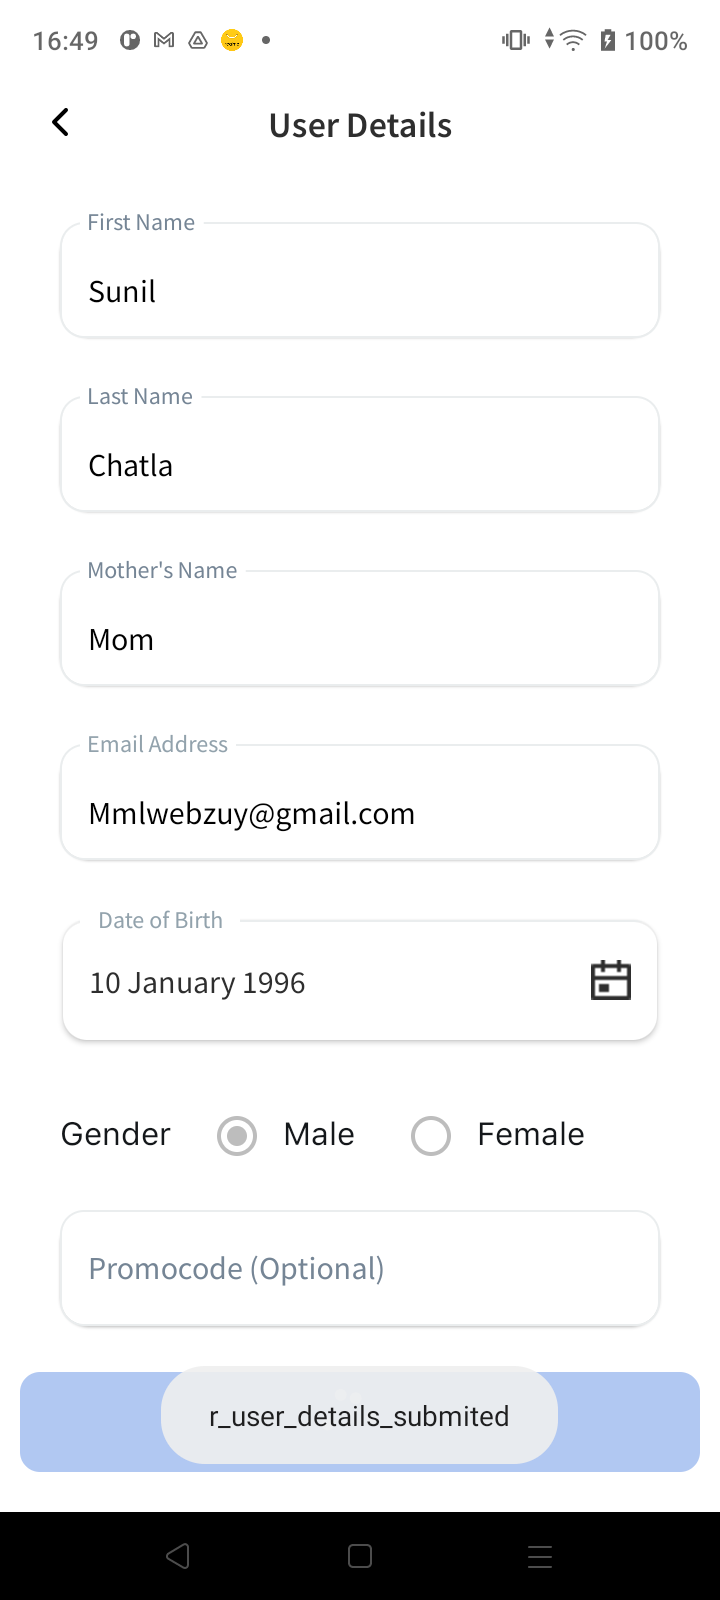 16:49
100%
User Details
First Name
Sunil
Last Name
Chatla
Mother's Name
Mom
Email Address
Mmlwebzuy@gmail.com
Date of Birth
10 January 1996
Gender Male Female
Promocode (Optional)
r_user_details_submited